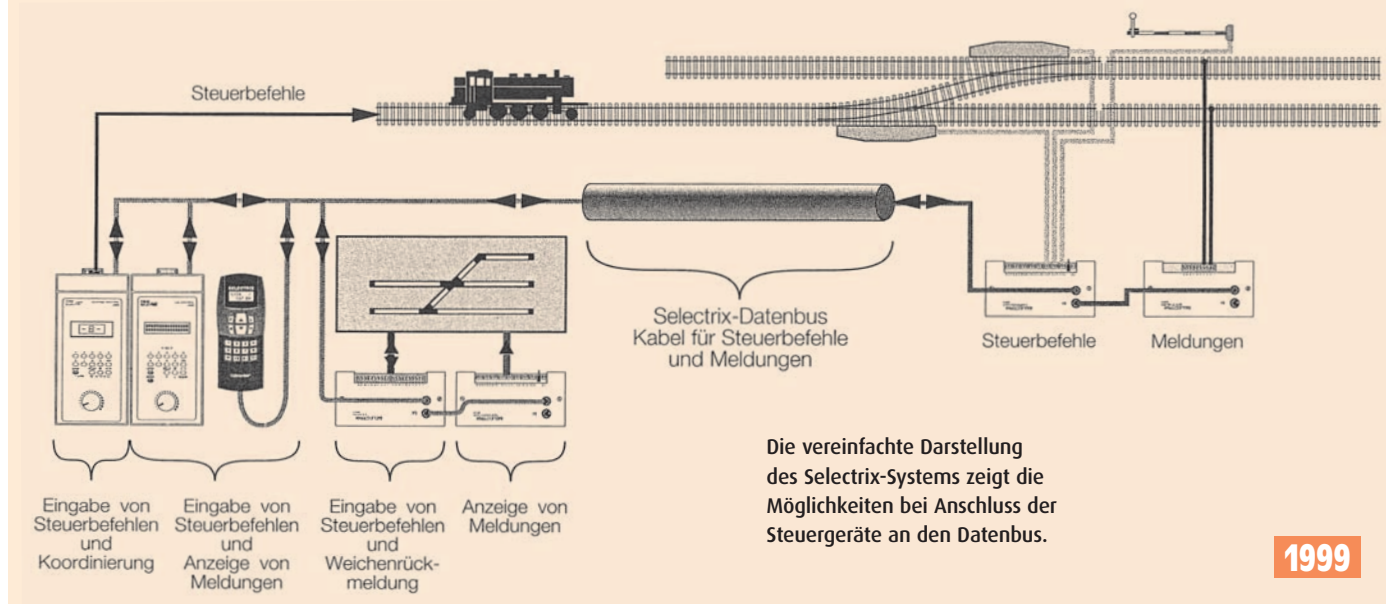 Steuerbefehle
Selectrix-Datenbus
Kabel für Steuerbefehle
und Meldungen
Steuerbefehle
Meldungen
Eingabe von
Steuerbefehlen
und
Koordinierung
Eingabe von
Steuerbefehlen
und
Anzeige von
Meldungen
Eingabe von
Steuerbefehlen
und
Weichenrück-
meldung
Anzeige von
Meldungen
Die vereinfachte Darstellung
des Selectrix-Systems zeigt die
Möglichkeiten bei Anschluss der
Steuergeräte an den Datenbus.
1999